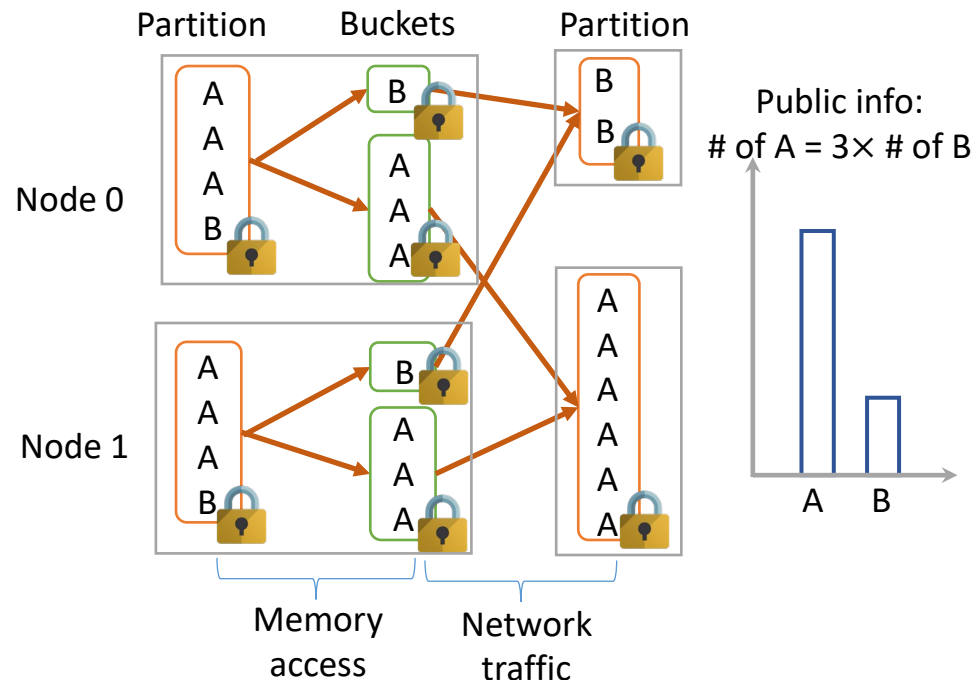 Partition
Buckets
Partition
Node 0
A
A
A
B
B
A
A
A
B
B
Node 1
A
A
A
B
B
A
A
A
A
A
A
A
A
A
Memory
access
Network
traffic
Public info:
# of A = 3× # of B
A
B